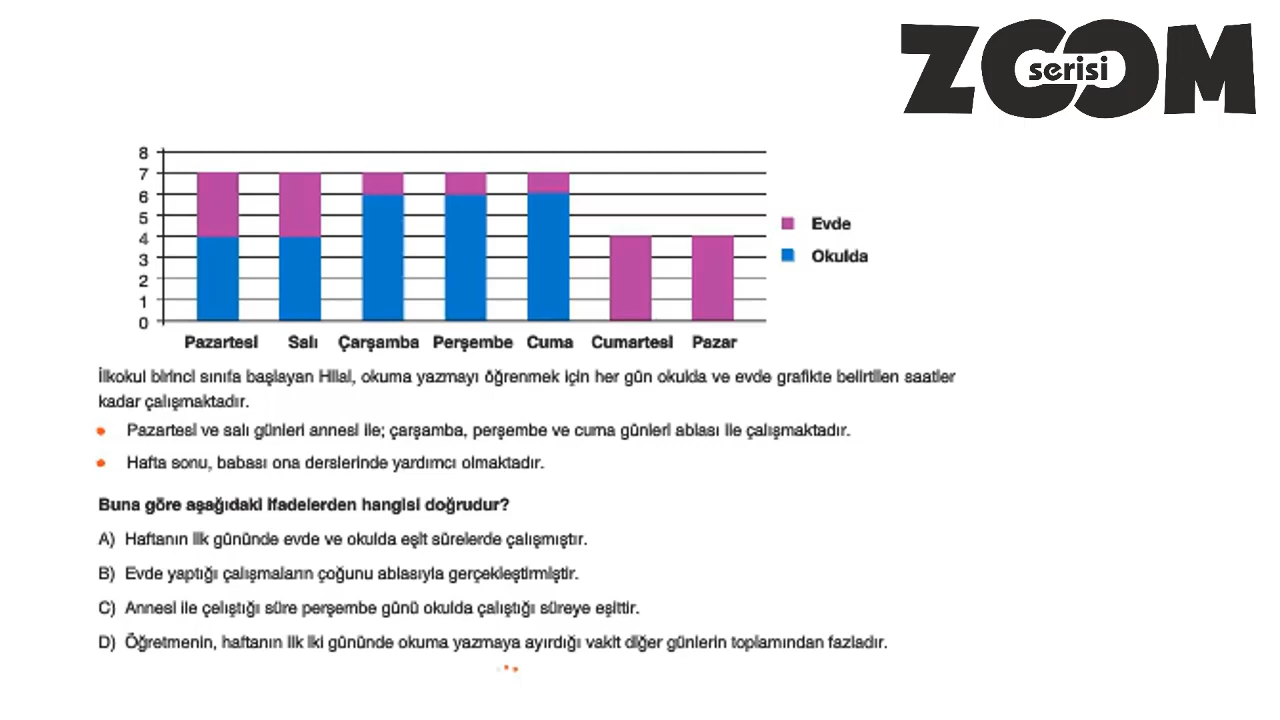 ZOOM
serisi
8
7
6
5
4
3
2
1
0
Evde
Okulda
Pazartesi Salı Çarşamba Perşembe Cuma Cumartesi Pazar
İlkokul birinci sınıfa başlayan Hilal, okuma yazmayı öğrenmek için her gün okulda ve evde grafikte belirtilen saatler
kadar çalışmaktadır.
• Pazartesi ve salı günleri annesi ile; çarşamba, perşembe ve cuma günleri ablası ile çalışmaktadır.
• Hafta sonu, babası ona derslerinde yardımcı olmaktadır.
Buna göre aşağıdaki ifadelerden hangisi doğrudur?
A) Haftanın ilk gününde evde ve okulda eşit sürelerde çalışmıştır.
B) Evde yaptığı çalışmaların çoğunu ablasıyla gerçekleştirmiştir.
C) Annesi ile çeliştiği süre perşembe günü okulda çalıştığı süreye eşittir.
D) Öğretmenin, haftanın ilk iki gününde okuma yazmaya ayırdığı vakit diğer günlerin toplamından fazladır.